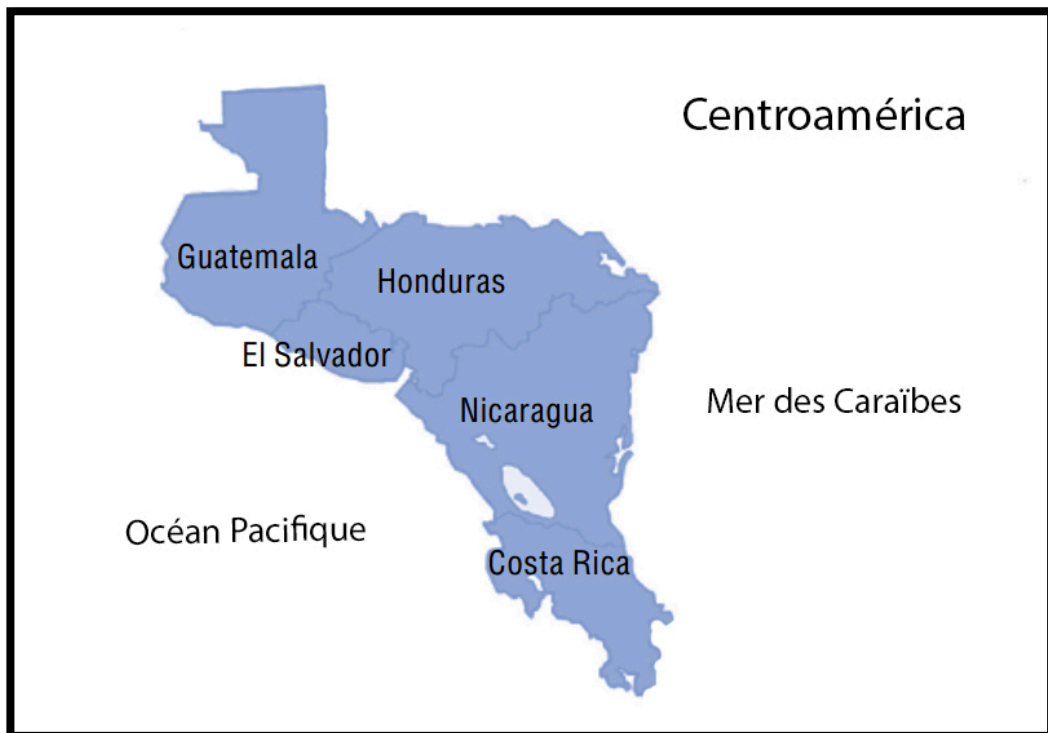 Centroamérica
Guatemala
Honduras
El Salvador
Nicaragua
Mer des Caraïbes
Océan Pacifique
Costa Rica